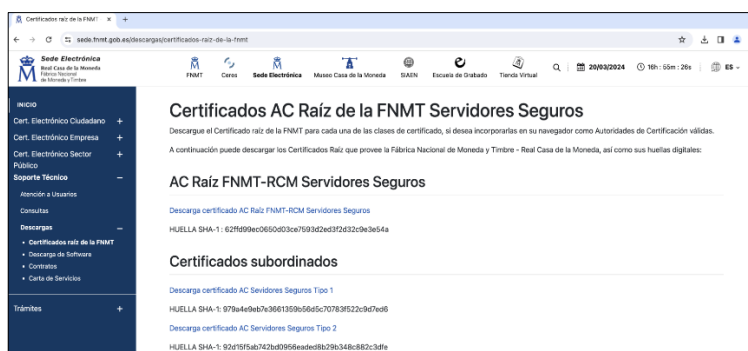 Certificados raíz de la FNMT
sede.fnmt.gob.es/descargas/certificados-raiz-de-la-fnmt
Sede Electrónica
Real Casa de la Moneda
Fábrica Nacional
de Moneda y Timbre
FNMT Ceres Sede Electrónica Museo Casa de la Moneda SIAEN Escuela de Grabado Tienda Virtual 20/03/2024 16h : 55m : 26s ES
INICIO
Cert. Electrónico Ciudadano +
Cert. Electrónico Empresa +
Cert. Electrónico Sector +
Público
Soporte Técnico –
Atención a Usuarios
Consultas
Descargas –
• Certificados raíz de la FNMT
• Descarga de Software
• Contratos
• Carta de Servicios
Trámites +
Certificados AC Raíz de la FNMT Servidores Seguros
Descargue el Certificado raíz de la FNMT para cada una de las clases de certificado, si desea incorporarlas en su navegador como Autoridades de Certificación válidas.
A continuación puede descargar los Certificados Raíz que provee la Fábrica Nacional de Moneda y Timbre - Real Casa de la Moneda, así como sus huellas digitales:
AC Raíz FNMT-RCM Servidores Seguros
Descarga certificado AC Raíz FNMT-RCM Servidores Seguros
HUELLA SHA-1 : 62ffd99ec0650d03ce7593d2ed3f2d32c9e3e54a
Certificados subordinados
Descarga certificado AC Sevidores Seguros Tipo 1
HUELLA SHA-1: 979a4e9eb7e3661359b56d5c70783f522c9d7ed6
Descarga certificado AC Servidores Seguros Tipo 2
HUELLA SHA-1: 92d15f5ab742bd0956eaded8b29b348c882c3dfe